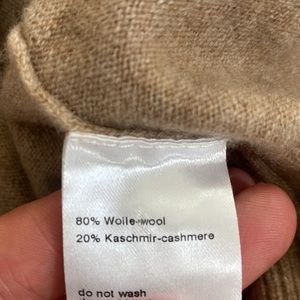 80% Wolle-wool
20% Kaschmir-cashmere
do not wash